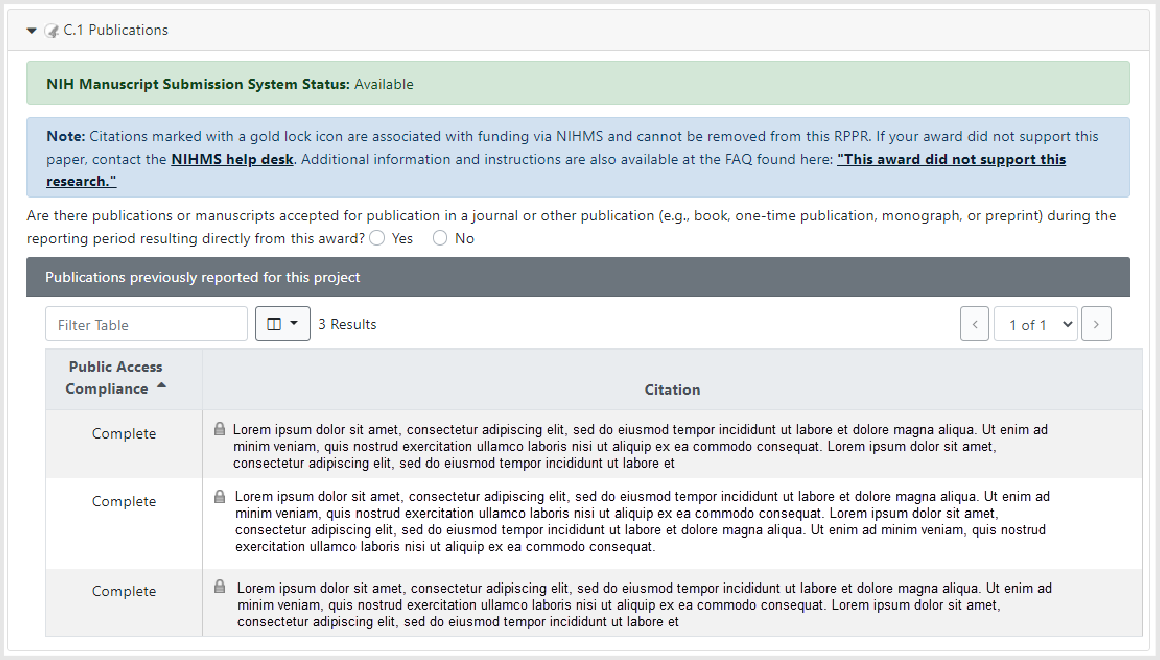 C.1 Publications
NIH Manuscript Submission System Status: Available
Note: Citations marked with a gold lock icon are associated with funding via NIHMS and cannot be removed from this RPPR. If your award did not support this
paper, contact the NIHMS help desk. Additional information and instructions are also available at the FAQ found here: "This award did not support this
research."
Are there publications or manuscripts accepted for publication in a journal or other publication (e.g., book, one-time publication, monograph, or preprint) during the
reporting period resulting directly from this award? Yes No
Publications previously reported for this project
Filter Table 3 Results 1 of 1
Public Access
Compliance
Citation
Complete
Lorem ipsum dolor sit amet, consectetur adipiscing elit, sed do eiusmod tempor incididunt ut labore et dolore magna aliqua. Ut enim ad
minim veniam, quis nostrud exercitation ullamco laboris nisi ut aliquip ex ea commodo consequat. Lorem ipsum dolor sit amet,
consectetur adipiscing elit, sed do eiusmod tempor incididunt ut labore et
Complete
Lorem ipsum dolor sit amet, consectetur adipiscing elit, sed do eiusmod tempor incididunt ut labore et dolore magna aliqua. Ut enim ad
minim veniam, quis nostrud exercitation ullamco laboris nisi ut aliquip ex ea commodo consequat. Lorem ipsum dolor sit amet,
consectetur adipiscing elit, sed do eiusmod tempor incididunt ut labore et dolore magna aliqua. Ut enim ad minim veniam, quis nostrud
exercitation ullamco laboris nisi ut aliquip ex ea commodo consequat.
Complete
Lorem ipsum dolor sit amet, consectetur adipiscing elit, sed do eiusmod tempor incididunt ut labore et dolore magna aliqua. Ut enim ad
minim veniam, quis nostrud exercitation ullamco laboris nisi ut aliquip ex ea commodo consequat. Lorem ipsum dolor sit amet,
consectetur adipiscing elit, sed do eiusmod tempor incididunt ut labore et